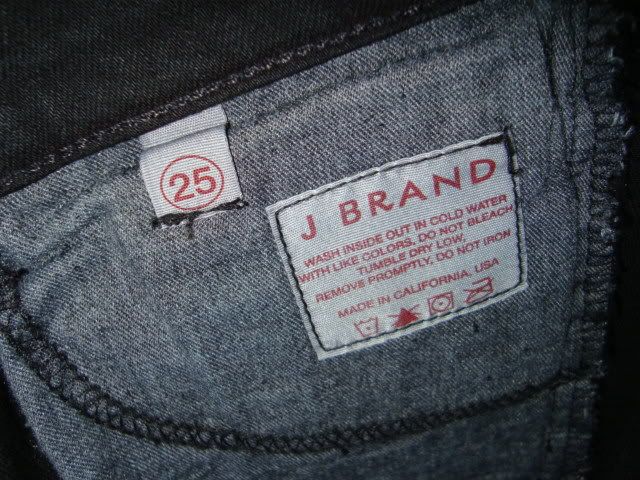 25
J BRAND
WASH INSIDE OUT IN COLD WATER
WITH LIKE COLORS. DO NOT BLEACH
TUMBLE DRY LOW.
REMOVE PROMPTLY. DO NOT IRON
MADE IN CALIFORNIA, USA